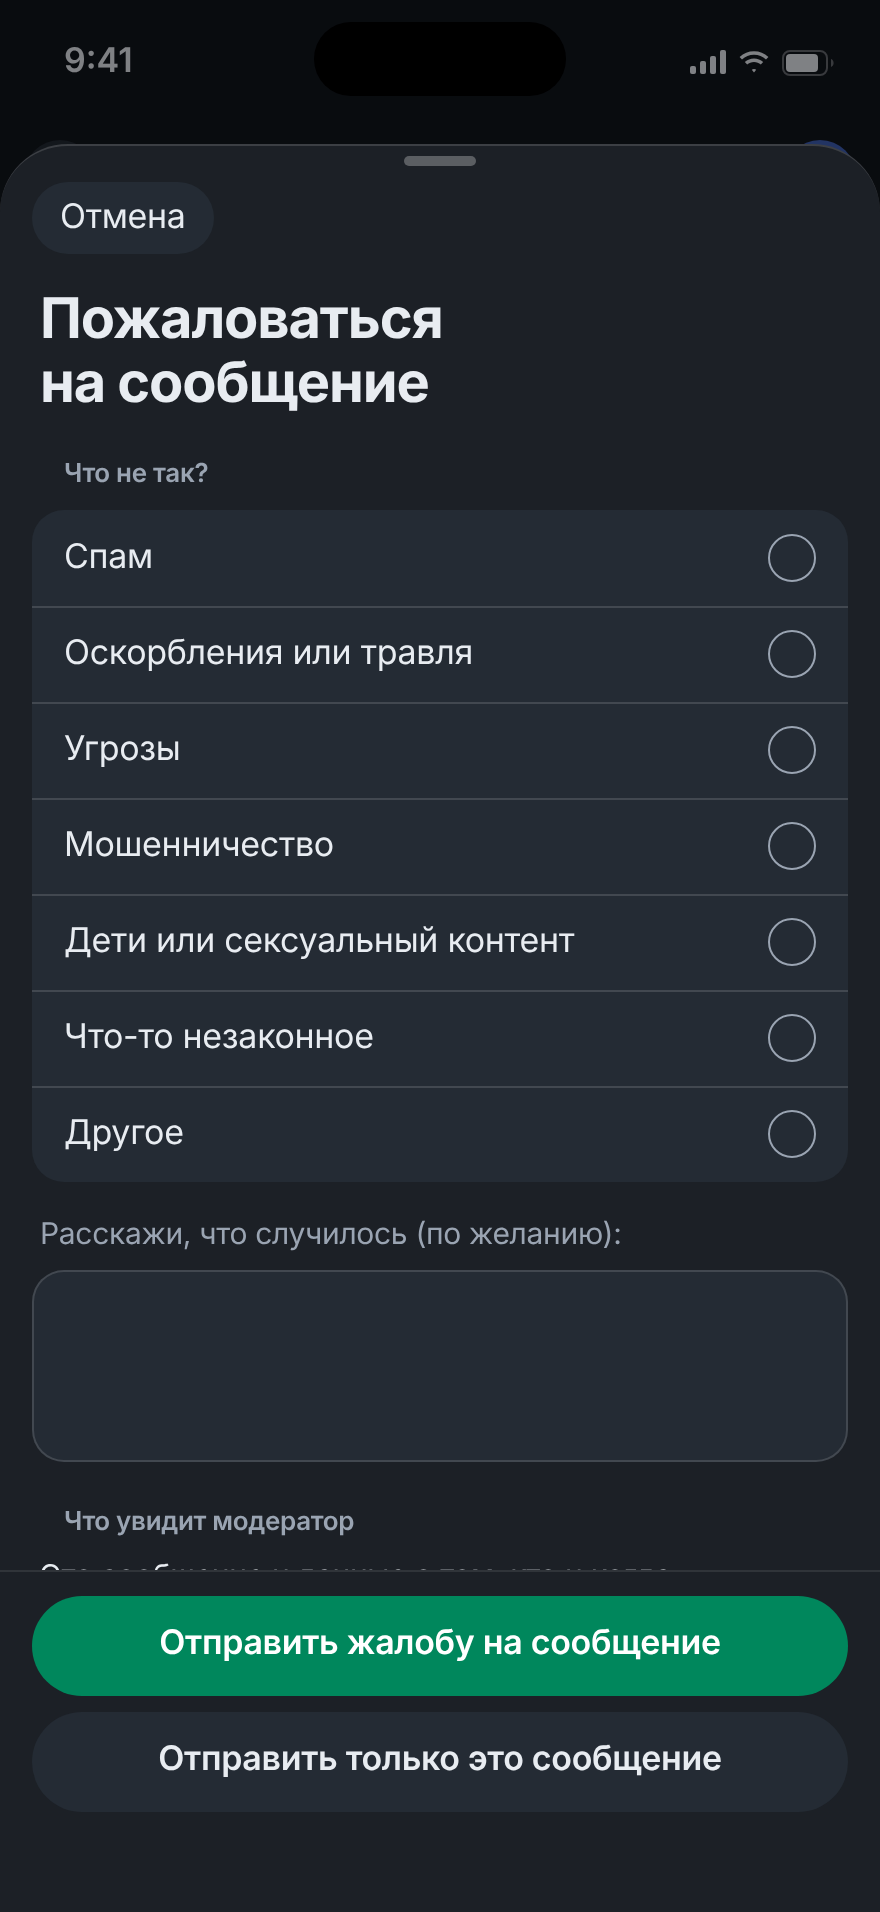 9:41
Отмена
Пожаловаться
на сообщение
Что не так?
Спам
Оскорбления или травля
Угрозы
Мошенничество
Дети или сексуальный контент
Что-то незаконное
Другое
Расскажи, что случилось (по желанию):
Что увидит модератор
Отправить жалобу на сообщение
Отправить только это сообщение